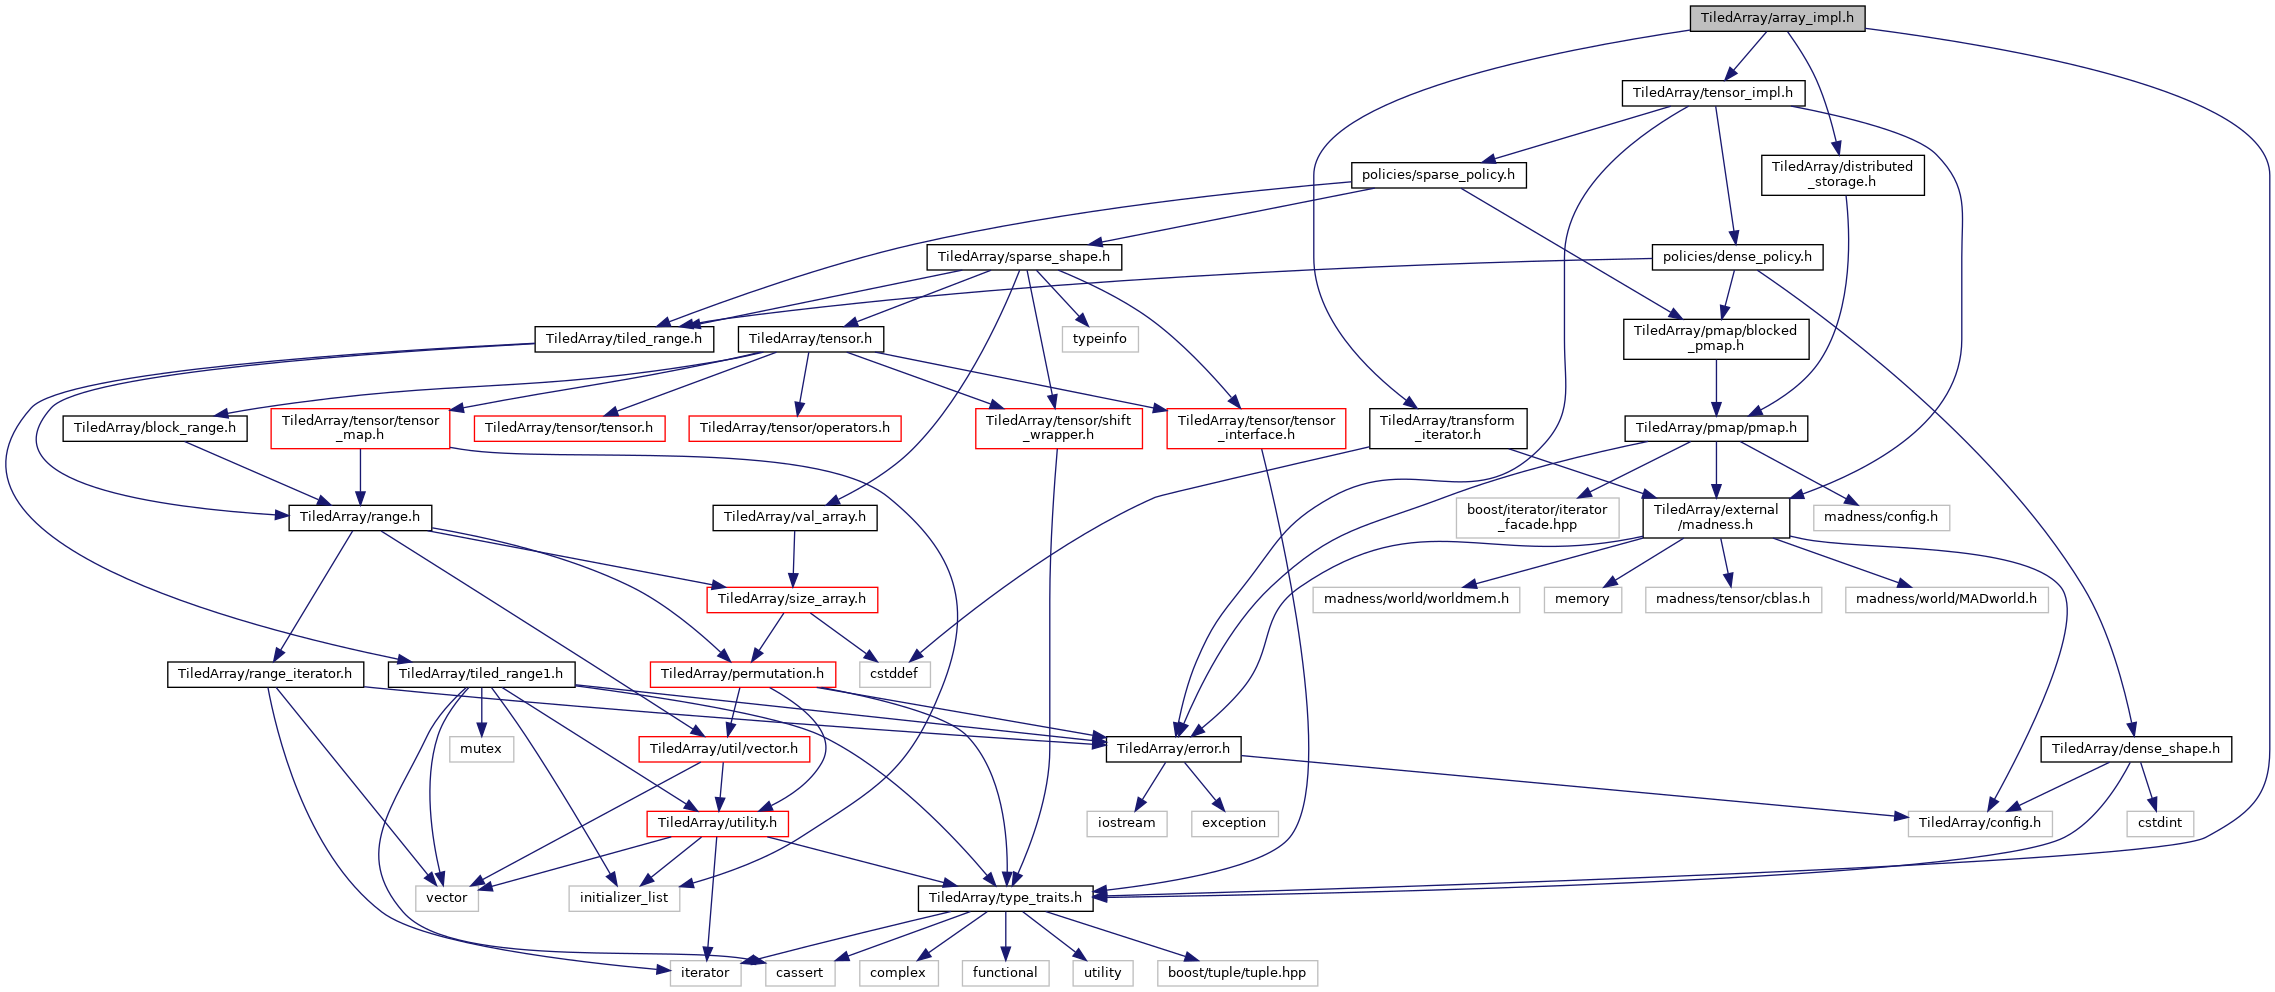 TiledArray/array_impl.h
TiledArray/tensor_impl.h
policies/sparse_policy.h
TiledArray/distributed
_storage.h
TiledArray/sparse_shape.h
policies/dense_policy.h
TiledArray/tiled_range.h
TiledArray/tensor.h
typeinfo
TiledArray/pmap/blocked
_pmap.h
TiledArray/block_range.h
TiledArray/tensor/tensor
_map.h
TiledArray/tensor/tensor.h
TiledArray/tensor/operators.h
TiledArray/tensor/shift
_wrapper.h
TiledArray/tensor/tensor
_interface.h
TiledArray/transform
_iterator.h
TiledArray/pmap/pmap.h
TiledArray/range.h
TiledArray/val_array.h
boost/iterator/iterator
_facade.hpp
TiledArray/external
/madness.h
madness/config.h
TiledArray/size_array.h
madness/world/worldmem.h
memory
madness/tensor/cblas.h
madness/world/MADworld.h
TiledArray/range_iterator.h
TiledArray/tiled_range1.h
TiledArray/permutation.h
cstddef
mutex
TiledArray/util/vector.h
TiledArray/error.h
TiledArray/dense_shape.h
TiledArray/utility.h
iostream
exception
TiledArray/config.h
cstdint
vector
initializer_list
TiledArray/type_traits.h
iterator
cassert
complex
functional
utility
boost/tuple/tuple.hpp